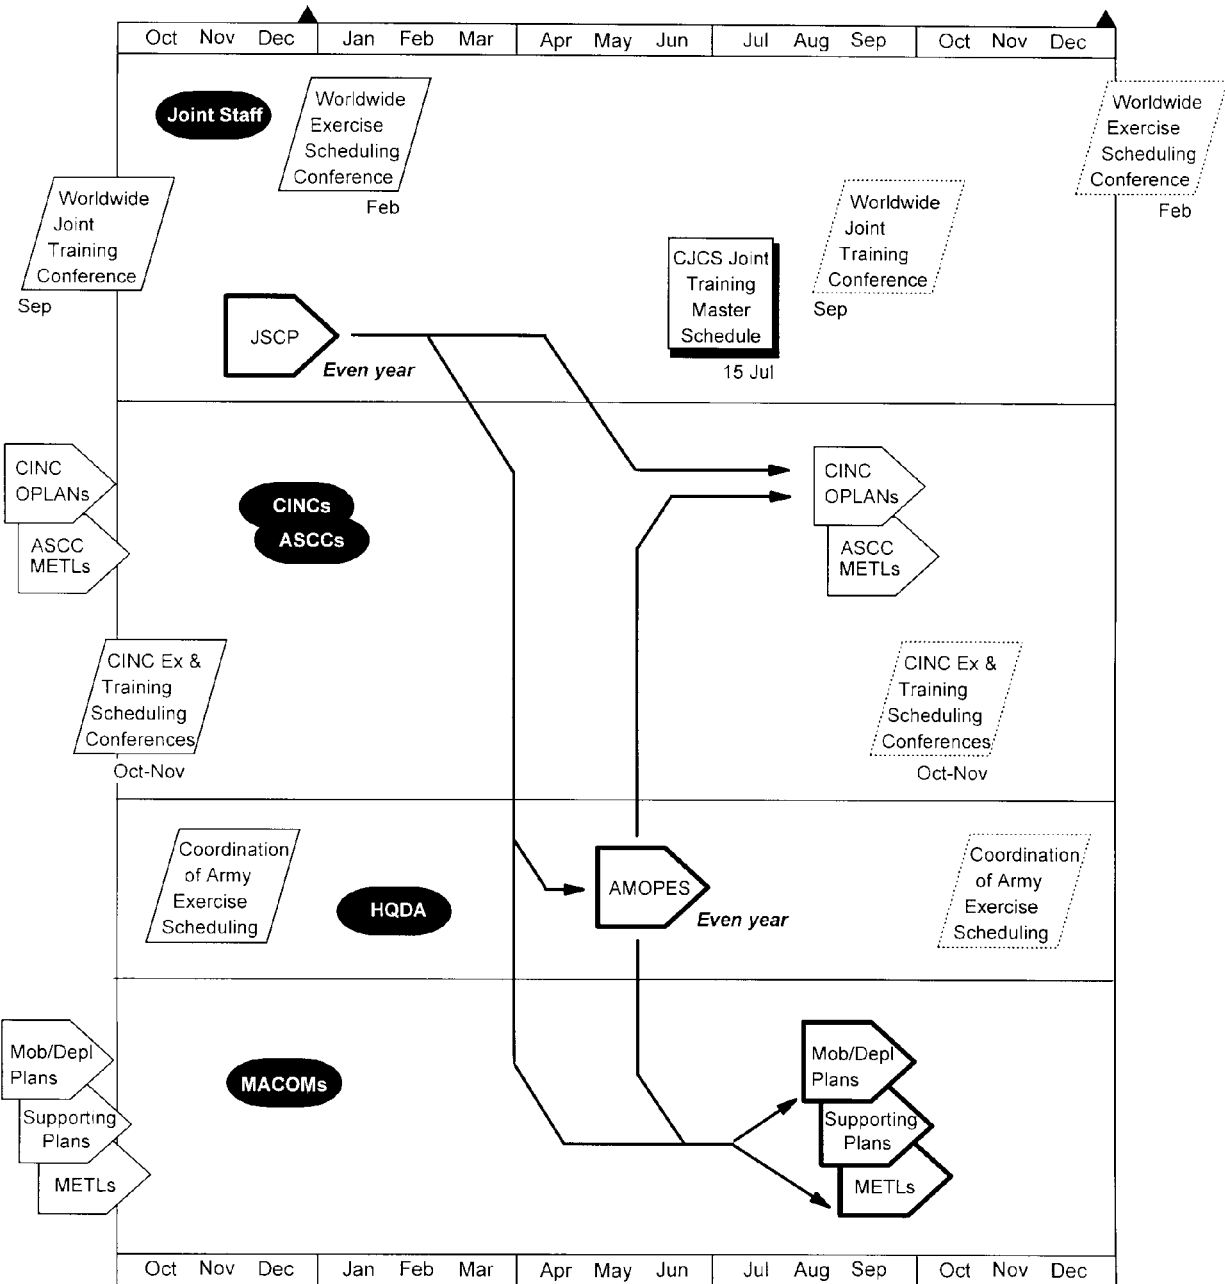 Oct Nov Dec Jan Feb Mar Apr May Jun Jul Aug Sep Oct Nov Dec
Joint Staff
Worldwide
Exercise
Scheduling
Conference
Feb
Worldwide
Exercise
Scheduling
Conference
Feb
Worldwide
Joint
Training
Conference
Sep
Worldwide
Joint
Training
Conference
Sep
CJCS Joint
Training
Master
Schedule
15 Jul
JSCP
Even year
CINC
OPLANs
ASCC
METLs
CINCs
ASCCs
CINC
OPLANs
ASCC
METLs
CINC Ex &
Training
Scheduling
Conferences
Oct-Nov
CINC Ex &
Training
Scheduling
Conferences
Oct-Nov
Coordination
of Army
Exercise
Scheduling
HQDA
AMOPES
Even year
Coordination
of Army
Exercise
Scheduling
Mob/Depl
Plans
Supporting
Plans
METLs
MACOMs
Mob/Depl
Plans
Supporting
Plans
METLs
Oct Nov Dec Jan Feb Mar Apr May Jun Jul Aug Sep Oct Nov Dec